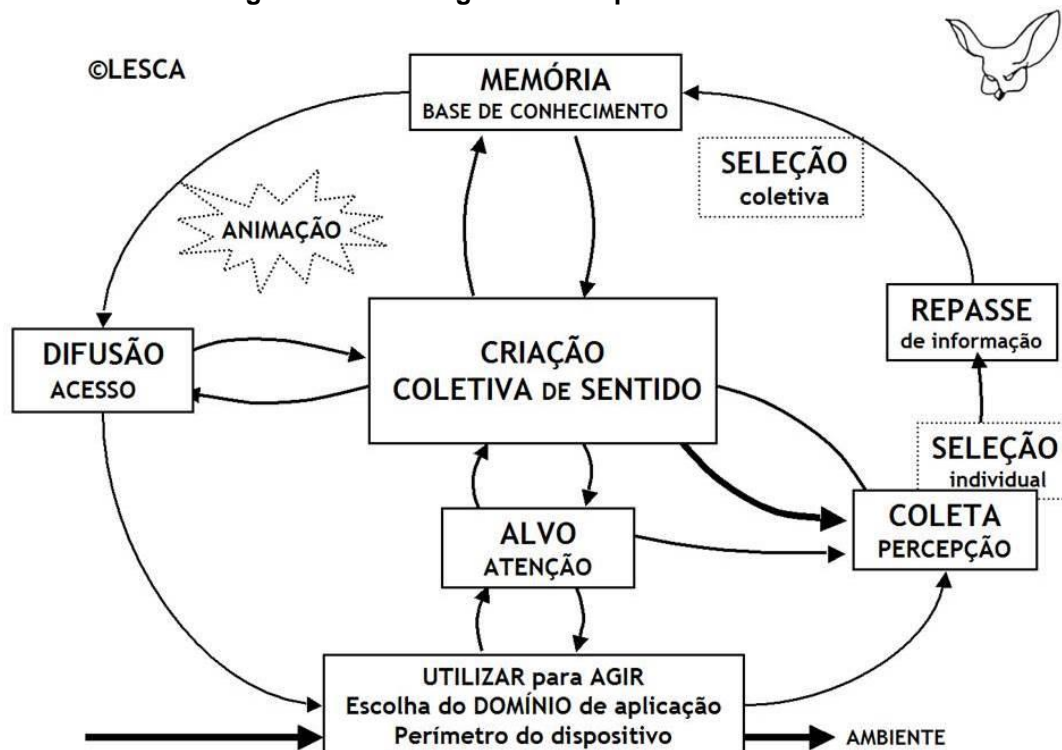 ©LESCA
MEMÓRIA
BASE DE CONHECIMENTO
SELEÇÃO
coletiva
ANIMAÇÃO
REPASSE
de informação
DIFUSÃO
ACESSO
CRIAÇÃO
COLETIVA DE SENTIDO
SELEÇÃO
individual
COLETA
PERCEPÇÃO
ALVO
ATENÇÃO
UTILIZAR para AGIR
Escolha do DOMÍNIO de aplicação
Perímetro do dispositivo
AMBIENTE